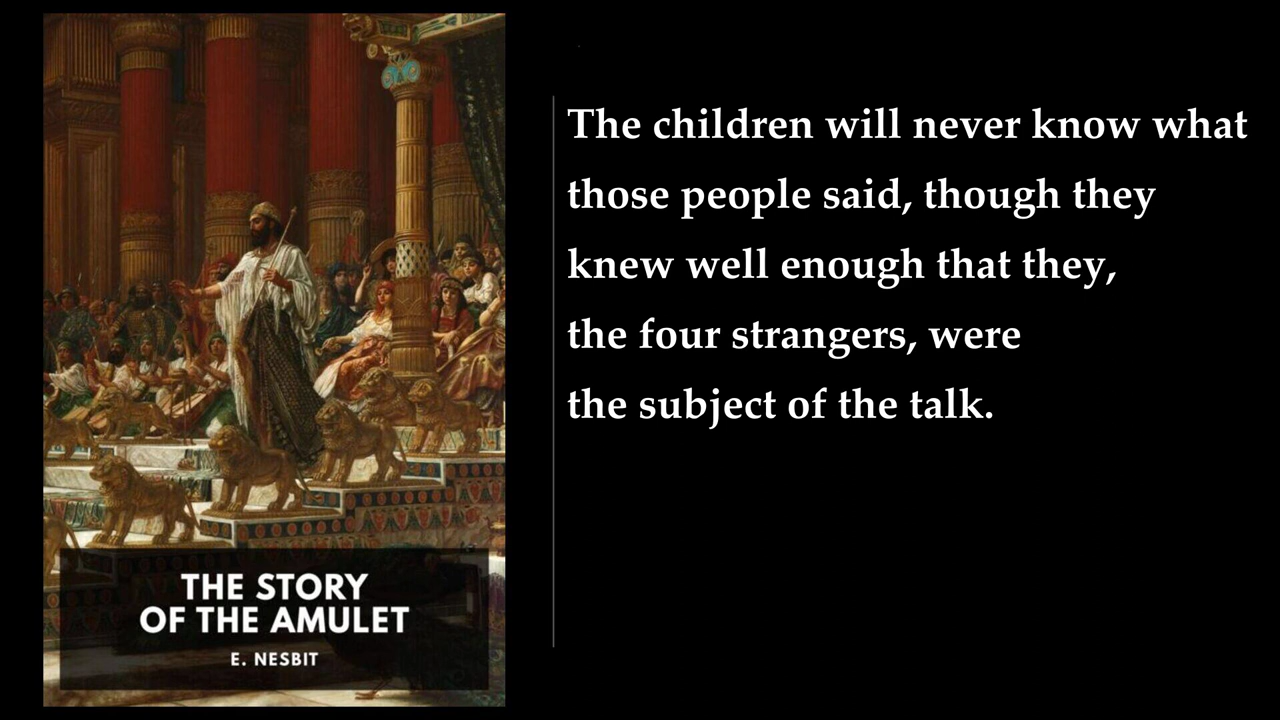 THE STORY
OF THE AMULET
E. NESBIT
The children will never know what
those people said, though they
knew well enough that they,
the four strangers, were
the subject of the talk.